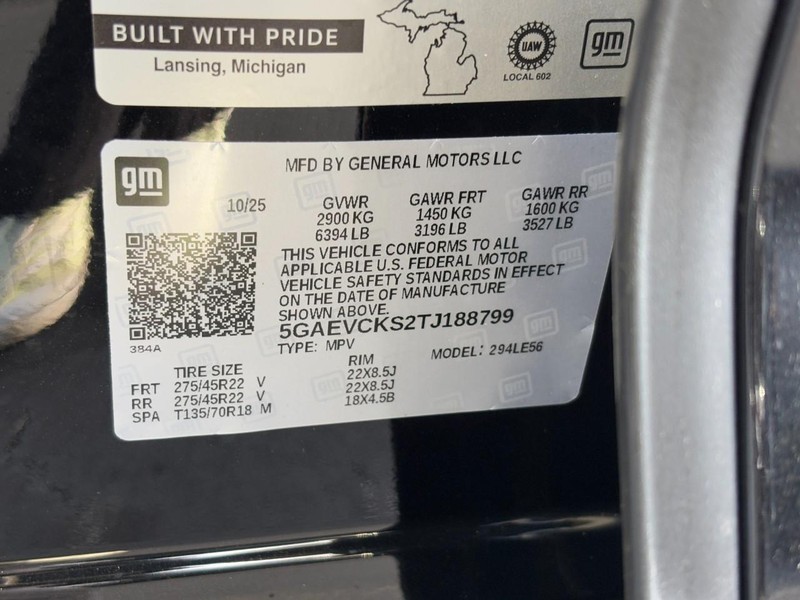 BUILT WITH PRIDE
Lansing, Michigan
UAW
LOCAL 602
gm
gm
MFD BY GENERAL MOTORS LLC
10/25
GVWR GAWR FRT GAWR RR
2900 KG 1450 KG 1600 KG
6394 LB 3196 LB 3527 LB
THIS VEHICLE CONFORMS TO ALL
APPLICABLE U.S. FEDERAL MOTOR
VEHICLE SAFETY STANDARDS IN EFFECT
ON THE DATE OF MANUFACTURE
SHOWN ABOVE.
5GAEVCKS2TJ188799
384A
TYPE: MPV MODEL: 294LE56
TIRE SIZE RIM
FRT 275/45R22 V 22X8.5J
RR 275/45R22 V 22X8.5J
SPA T135/70R18 M 18X4.5B